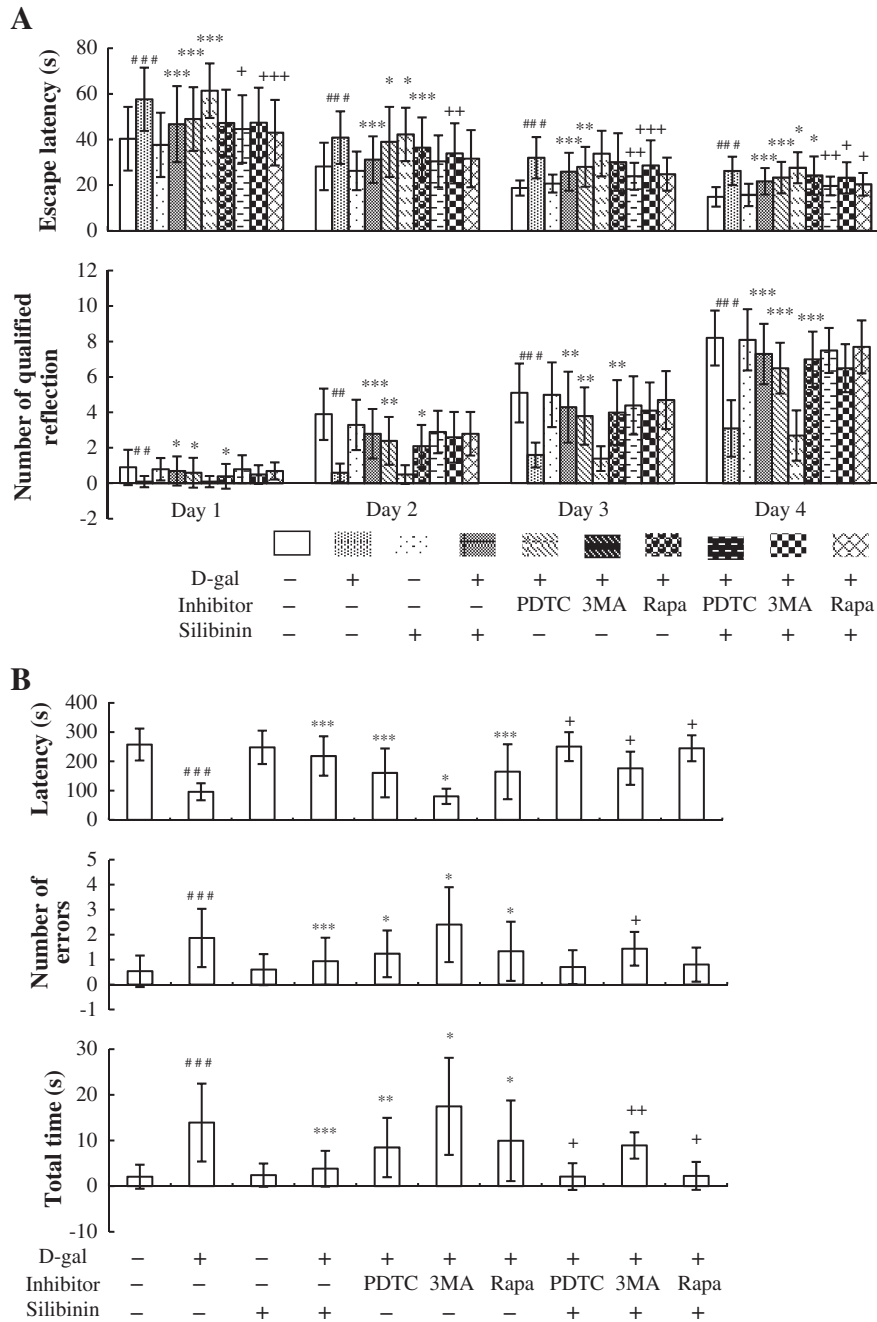 A
Escape latency (s)
80
60
40
20
0
### *** *** *** + +++
### *** * * *** ++
### *** ** ++ +++
### *** *** * * ++ + +
Number of qualified
reflection
12
10
8
6
4
2
0
-2
## * * *
## *** ** *
### ** ** **
### *** *** ***
Day 1 Day 2 Day 3 Day 4
D-gal − + − + + + + + + +
Inhibitor − − − − PDTC 3MA Rapa PDTC 3MA Rapa
Silibinin − − + + − − − + + +
B
Latency (s)
400
300
200
100
0
### *** *** * *** + + +
Number of
errors
5
4
3
2
1
0
-1
### *** * * * +
Total time (s)
30
20
10
0
-10
### *** ** * * + ++ +
D-gal − + − + + + + + + +
Inhibitor − − − − PDTC 3MA Rapa PDTC 3MA Rapa
Silibinin − − + + − − − + + +